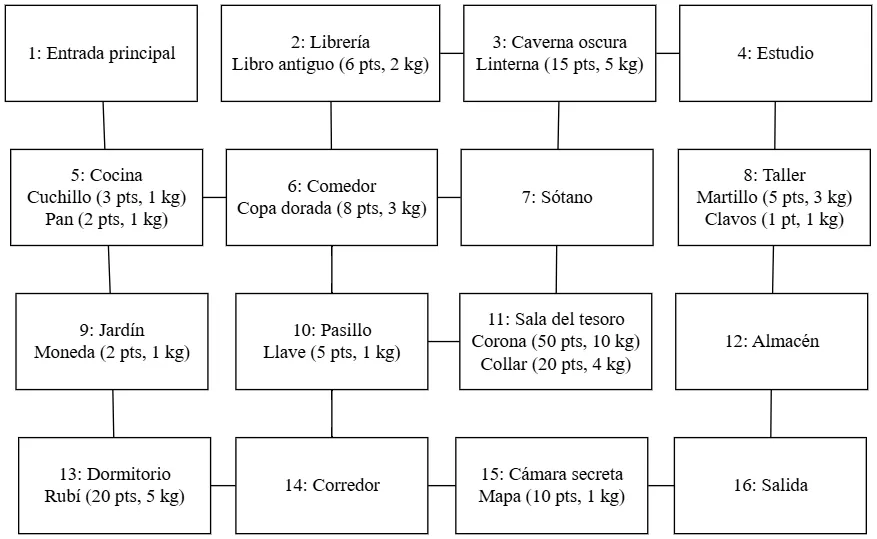 1: Entrada principal
2: Librería
Libro antiguo (6 pts, 2 kg)
3: Caverna oscura
Linterna (15 pts, 5 kg)
4: Estudio
5: Cocina
Cuchillo (3 pts, 1 kg)
Pan (2 pts, 1 kg)
6: Comedor
Copa dorada (8 pts, 3 kg)
7: Sótano
8: Taller
Martillo (5 pts, 3 kg)
Clavos (1 pt, 1 kg)
9: Jardín
Moneda (2 pts, 1 kg)
10: Pasillo
Llave (5 pts, 1 kg)
11: Sala del tesoro
Corona (50 pts, 10 kg)
Collar (20 pts, 4 kg)
12: Almacén
13: Dormitorio
Rubí (20 pts, 5 kg)
14: Corredor
15: Cámara secreta
Mapa (10 pts, 1 kg)
16: Salida